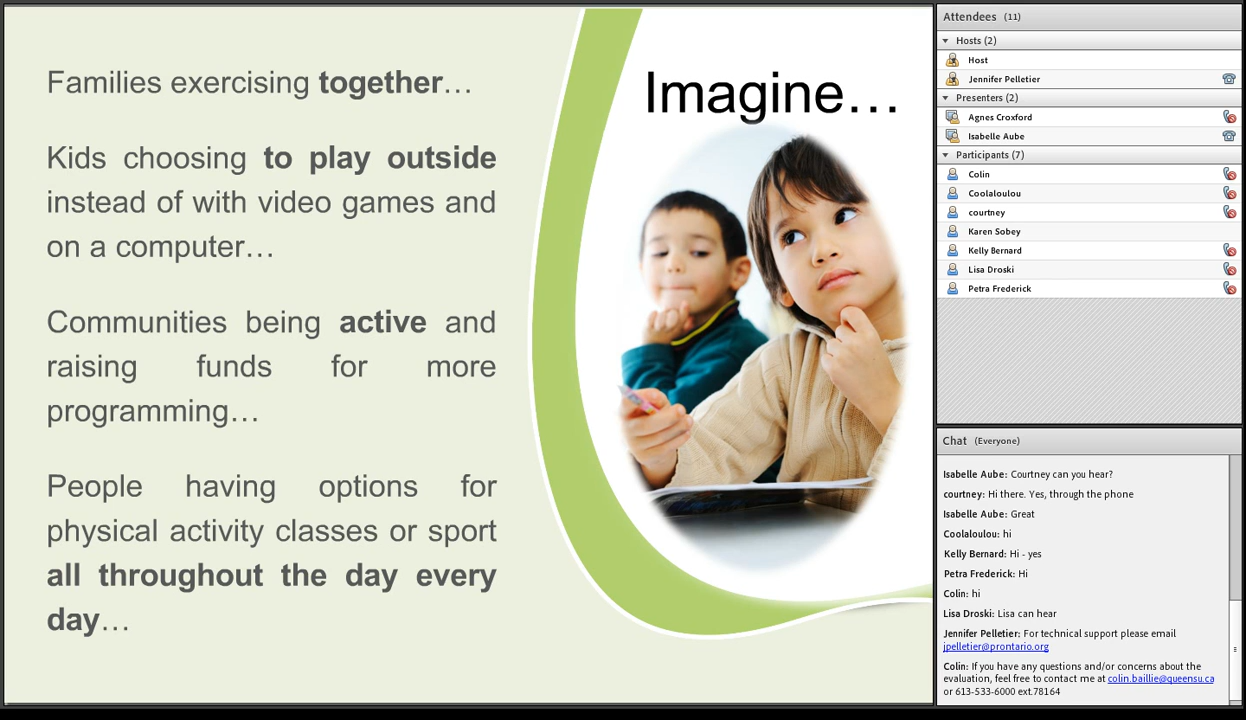 Families exercising together…
Kids choosing to play outside
instead of with video games and
on a computer…
Communities being active and
raising funds for more
programming…
People having options for
physical activity classes or sport
all throughout the day every
day…
Imagine…
Attendees (11)
Hosts (2)
Host
Jennifer Pelletier
Presenters (2)
Agnes Croxford
Isabelle Aube
Participants (7)
Colin
Coolaloulou
courtney
Karen Sobey
Kelly Bernard
Lisa Droski
Petra Frederick
Chat (Everyone)
Isabelle Aube: Courtney can you hear?
courtney: Hi there. Yes, through the phone
Isabelle Aube: Great
Coolaloulou: hi
Kelly Bernard: Hi - yes
Petra Frederick: Hi
Colin: hi
Lisa Droski: Lisa can hear
Jennifer Pelletier: For technical support please email
jpelletier@prontario.org
Colin: If you have any questions and/or concerns about the
evaluation, feel free to contact me at colin.baillie@queensu.ca
or 613-533-6000 ext.78164